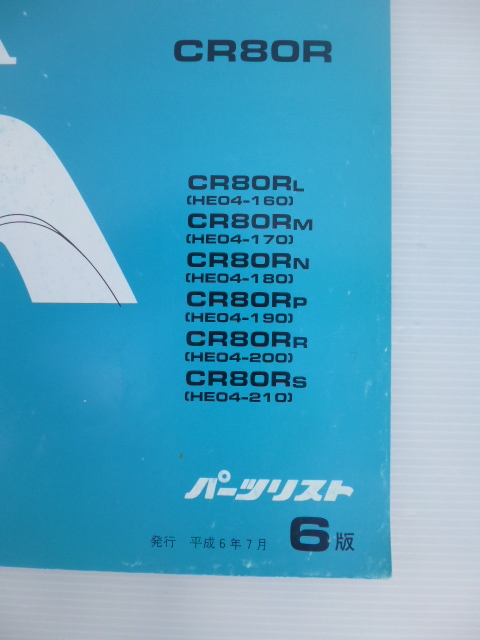 CR80R
CR80RL
(HE04-160)
CR80RM
(HE04-170)
CR80RN
(HE04-180)
CR80RP
(HE04-190)
CR80RR
(HE04-200)
CR80RS
(HE04-210)
パーツリスト
発行 平成6年7月 6版